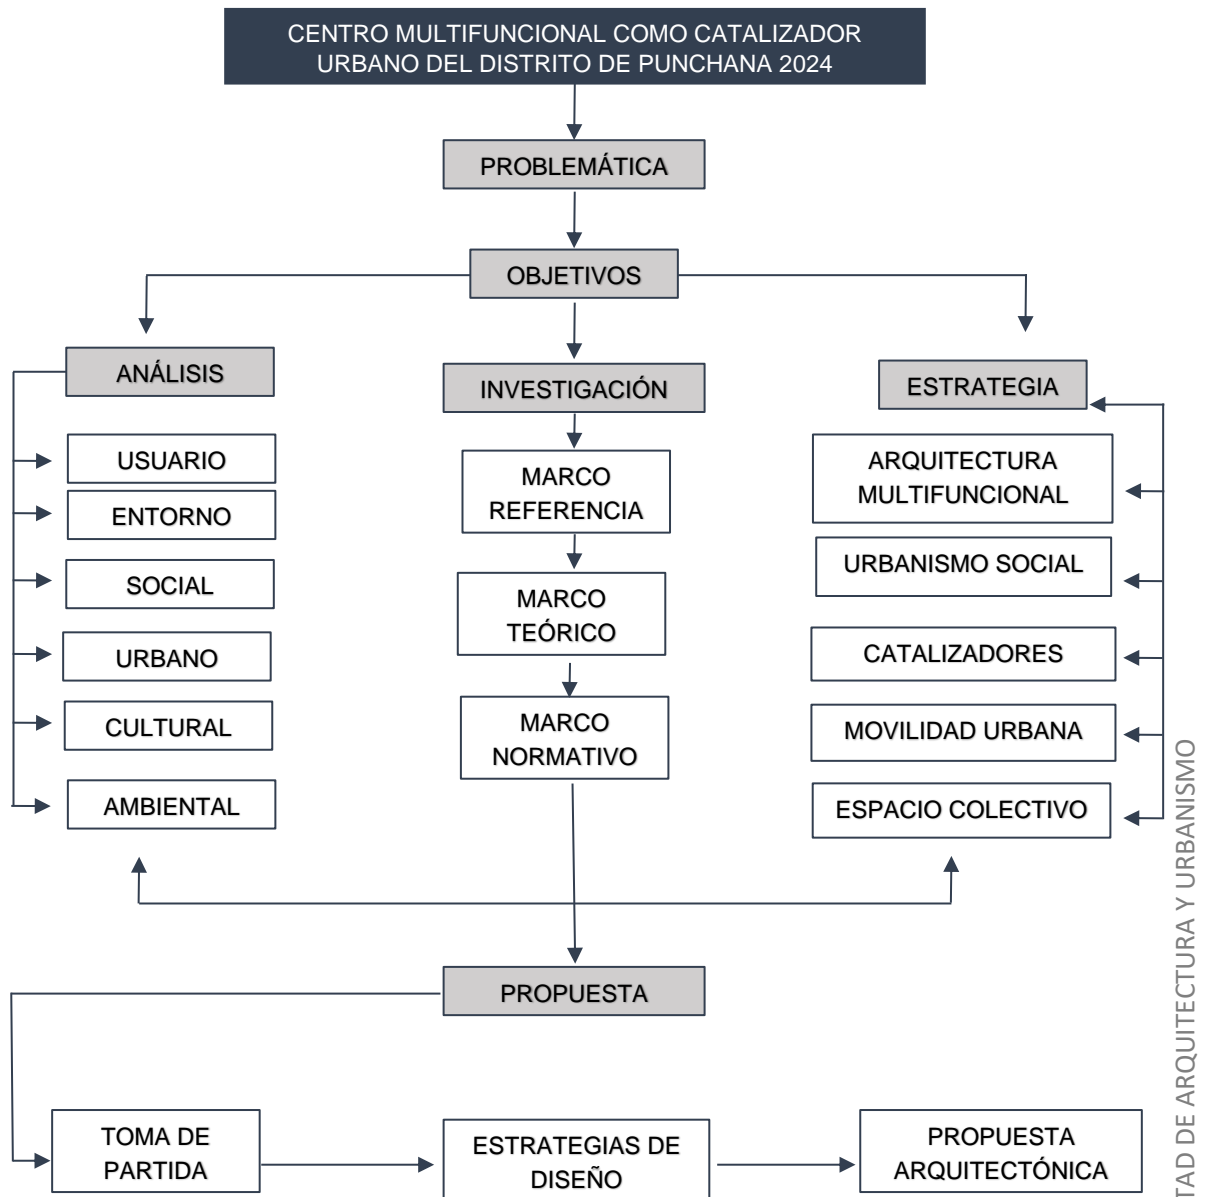 CENTRO MULTIFUNCIONAL COMO CATALIZADOR
URBANO DEL DISTRITO DE PUNCHANA 2024
PROBLEMÁTICA
OBJETIVOS
ANÁLISIS
USUARIO
ENTORNO
SOCIAL
URBANO
CULTURAL
AMBIENTAL
INVESTIGACIÓN
MARCO
REFERENCIA
MARCO
TEÓRICO
MARCO
NORMATIVO
ESTRATEGIA
ARQUITECTURA
MULTIFUNCIONAL
URBANISMO SOCIAL
CATALIZADORES
MOVILIDAD URBANA
ESPACIO COLECTIVO
PROPUESTA
TOMA DE
PARTIDA
ESTRATEGIAS DE
DISEÑO
PROPUESTA
ARQUITECTÓNICA
TAD DE ARQUITECTURA Y URBANISMO